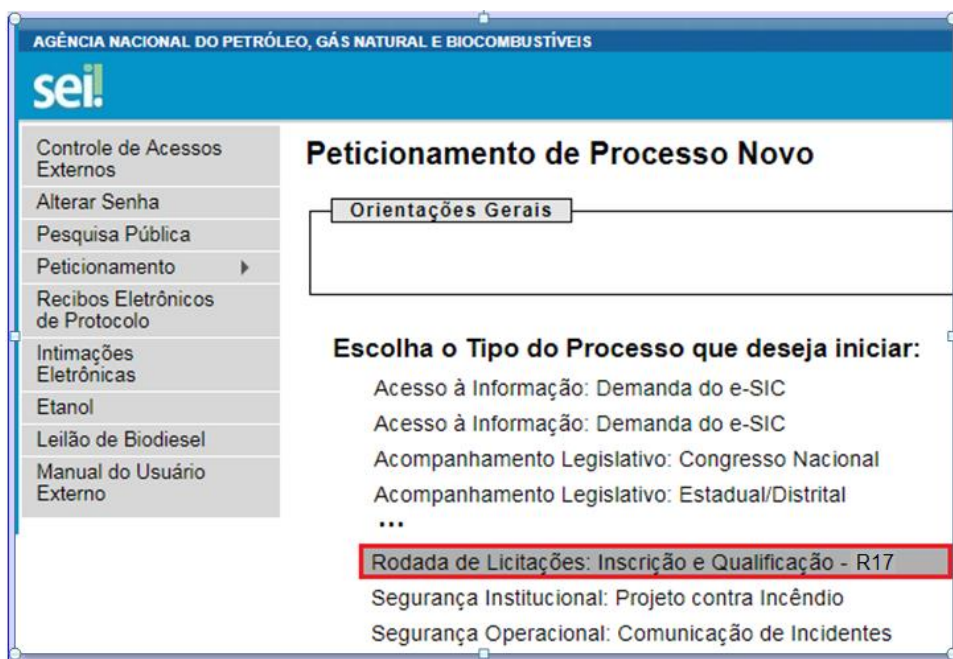 AGÊNCIA NACIONAL DO PETRÓLEO, GÁS NATURAL E BIOCOMBUSTÍVEIS
sei!
Controle de Acessos
Externos
Alterar Senha
Pesquisa Pública
Peticionamento
Recibos Eletrônicos
de Protocolo
Intimações
Eletrônicas
Etanol
Leilão de Biodiesel
Manual do Usuário
Externo
Peticionamento de Processo Novo
Orientações Gerais
Escolha o Tipo do Processo que deseja iniciar:
Acesso à Informação: Demanda do e-SIC
Acesso à Informação: Demanda do e-SIC
Acompanhamento Legislativo: Congresso Nacional
Acompanhamento Legislativo: Estadual/Distrital
...
Rodada de Licitações: Inscrição e Qualificação - R17
Segurança Institucional: Projeto contra Incêndio
Segurança Operacional: Comunicação de Incidentes